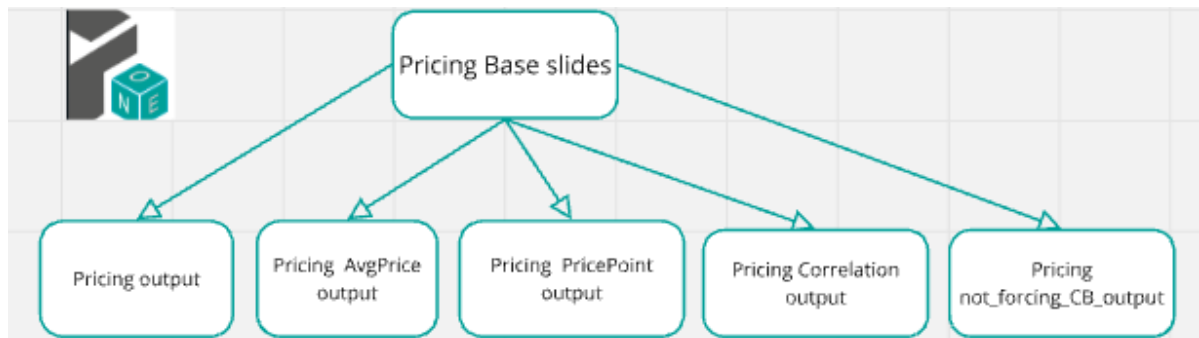 Pricing Base slides
O
N E
Pricing output
Pricing AvgPrice
output
Pricing PricePoint
output
Pricing Correlation
output
Pricing
not_forcing_CB_output